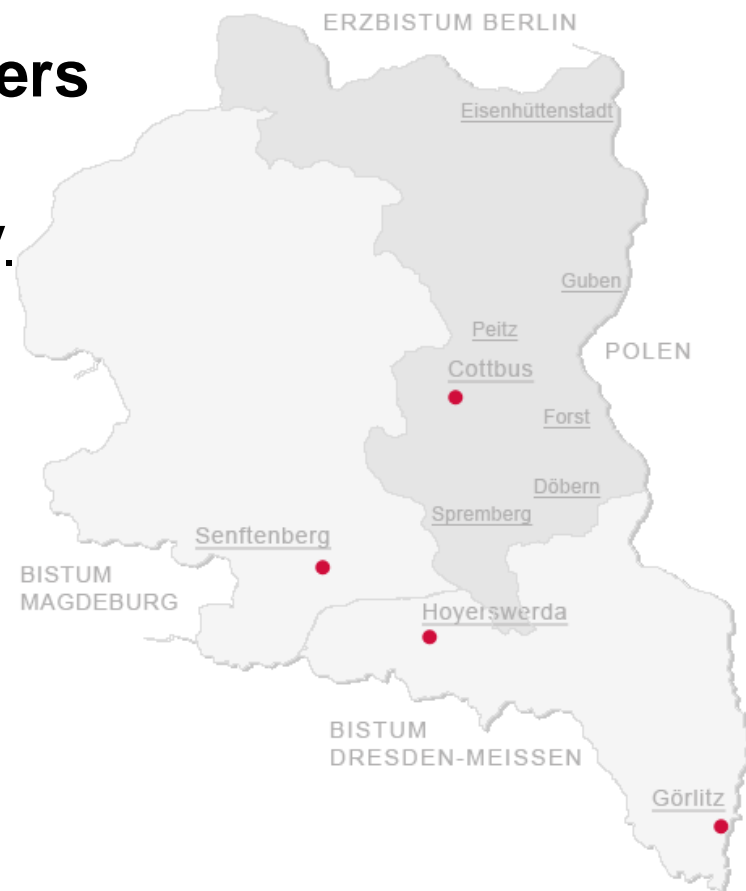 ERZBISTUM BERLIN
ers
Eisenhüttenstadt
.
Guben
Peitz
POLEN
Cottbus
Forst
Döbern
Spremberg
Senftenberg
BISTUM
MAGDEBURG
Hoyerswerda
BISTUM
DRESDEN-MEISSEN
Görlitz